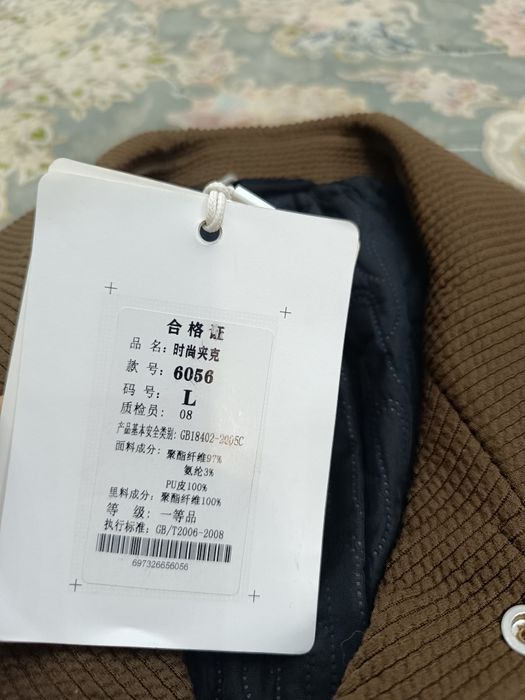 合格证
品 名: 时尚夹克
款 号: 6056
码 号: L
质检员: 08
产品基本安全类别: GB18402-2005C
面料成分: 聚酯纤维97%
氨纶3%
PU皮100%
里料成分: 聚酯纤维100%
等 级: 一等品
执行标准: GB/T2006-2008
697326656056